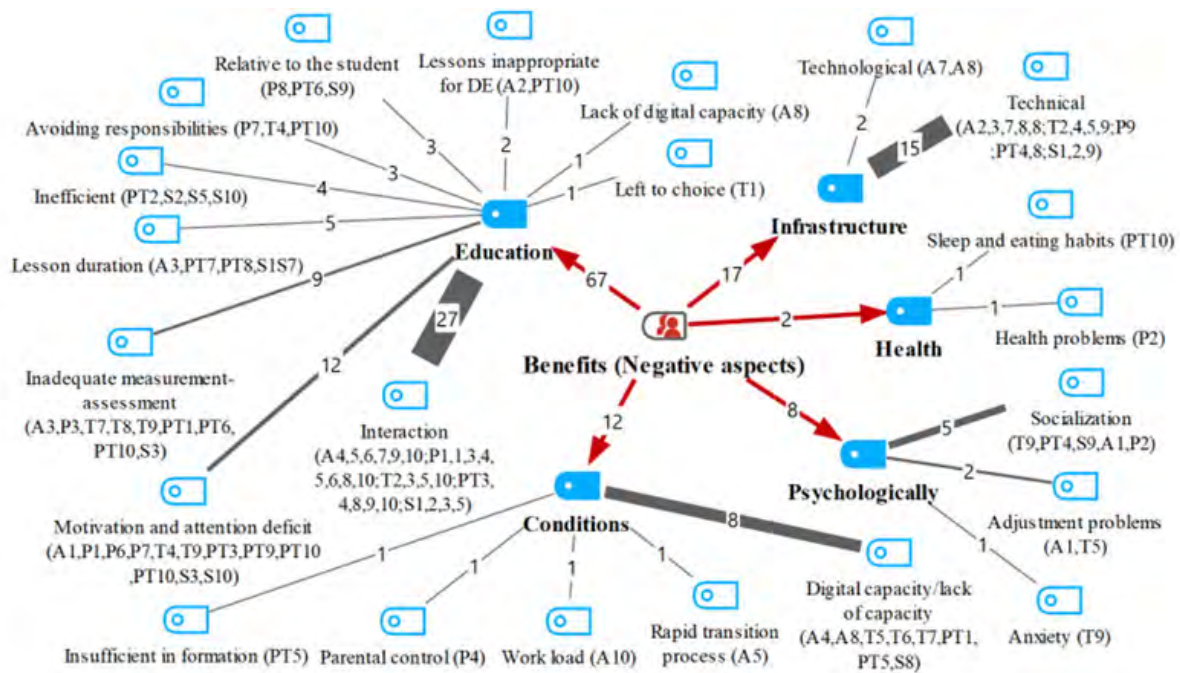 Relative to the student
(P8,PT6,S9)
Lessons inappropriate
for DE (A2,PT10)
Technological (A7,A8)
Technical
(A2,3,7,8,8;T2,4,5,9;P9
;PT4,8;S1,2,9)
Avoiding responsibilities (P7,T4,PT10)
Lack of digital capacity (A8)
3
2
1
2
15
3
Inefficient (PT2,S2,S5,S10)
4
1
Left to choice (T1)
5
Infrastructure
Education
Sleep and eating habits (PT10)
Lesson duration (A3,PT7,PT8,S1S7)
9
67
17
1
27
2
1
Health
Health problems (P2)
Benefits (Negative aspects)
12
Inadequate measurement-
assessment
(A3,P3,T7,T8,T9,PT1,PT6,
PT10,S3)
Interaction
(A4,5,6,7,9,10;P1,1,3,4,
5,6,8,10;T2,3,5,10;PT3,
4,8,9,10;S1,2,3,5)
12
8
5
Socialization
(T9,PT4,S9,A1,P2)
2
Psychologically
Conditions
8
Adjustment problems
(A1,T5)
Motivation and attention deficit
(A1,P1,P6,P7,T4,T9,PT3,PT9,PT10
,PT10,S3,S10)
1
1
1
1
1
Digital capacity/lack
of capacity
(A4,A8,T5,T6,T7,PT1,
PT5,S8)
Insufficient in formation (PT5)
Parental control (P4)
Work load (A10)
Rapid transition
process (A5)
Anxiety (T9)